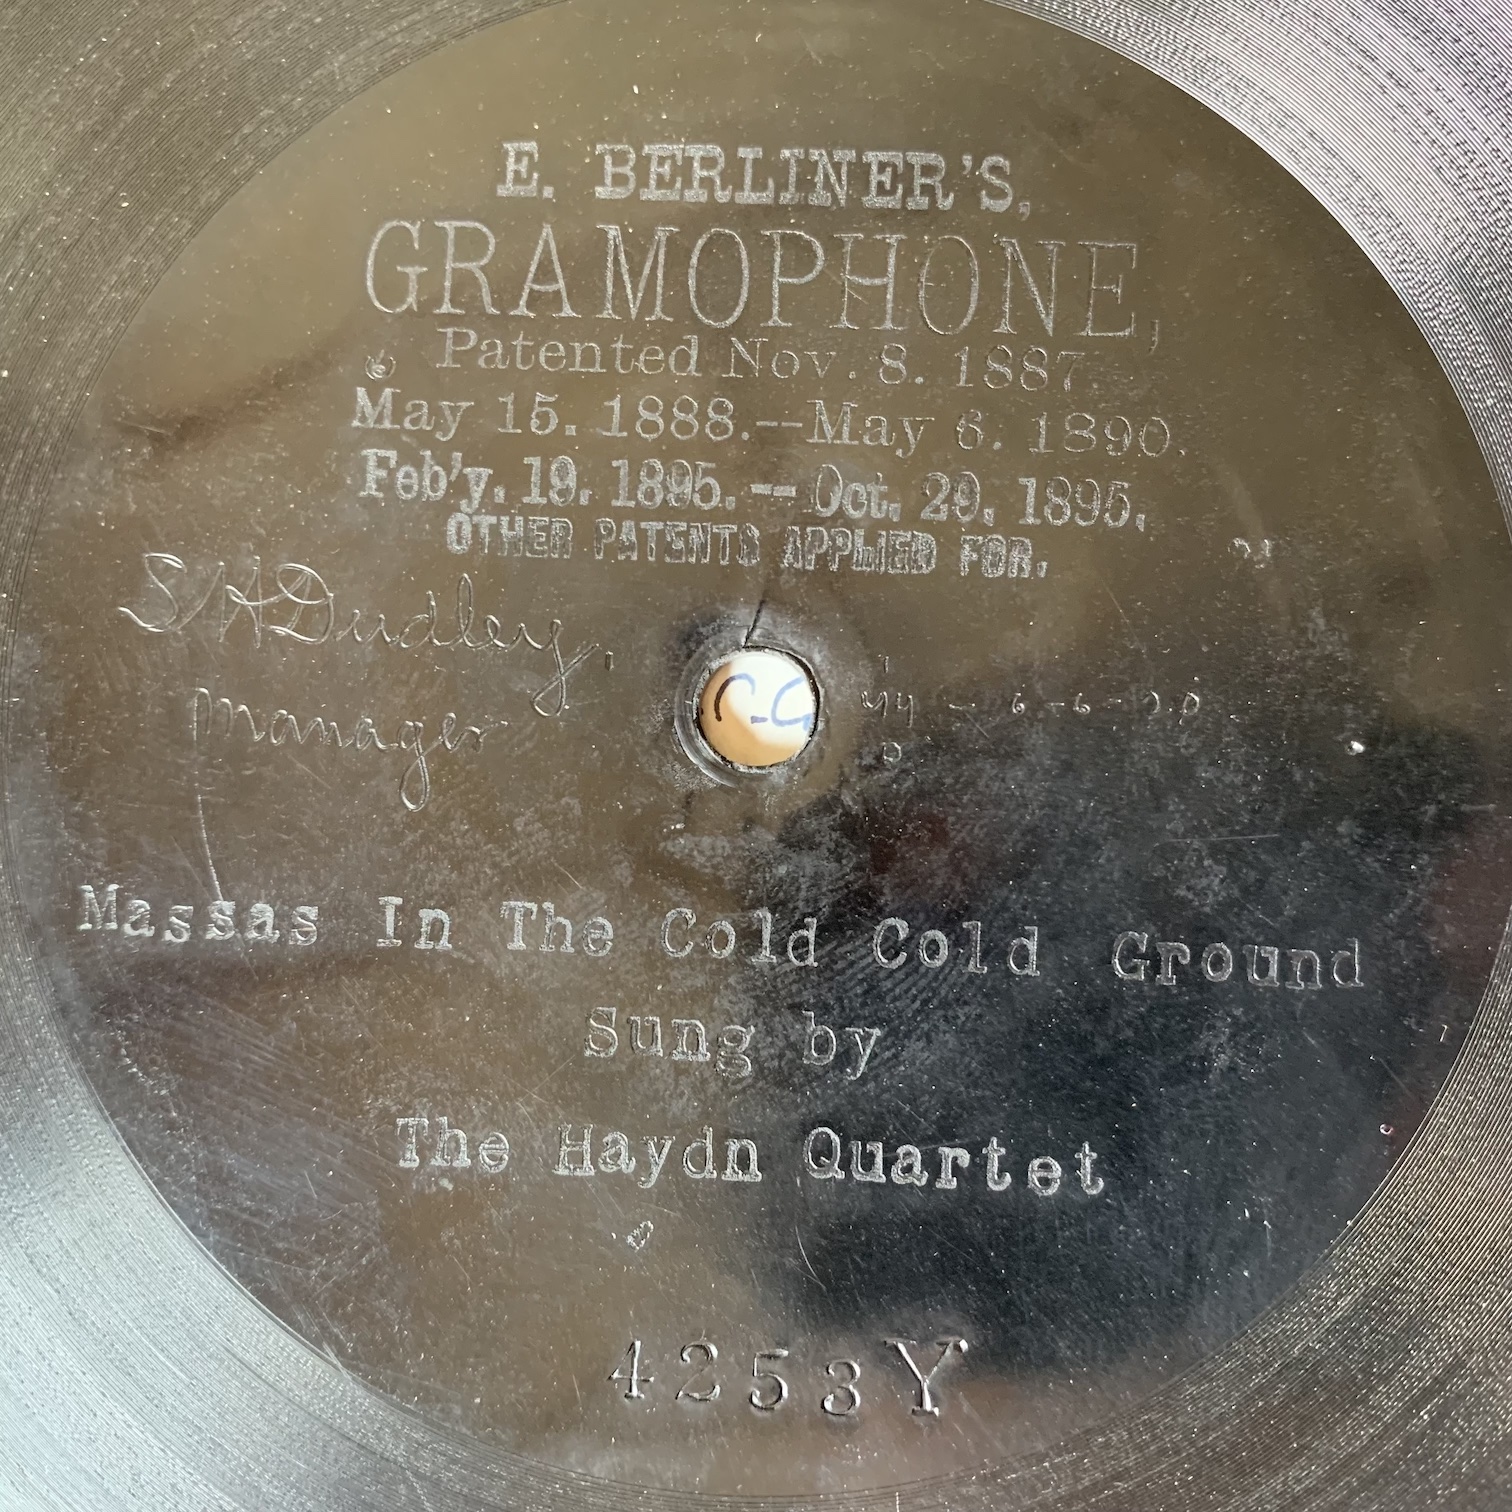 E. BERLINER'S,
GRAMOPHONE,
Patented Nov. 8. 1887.
May 15. 1888.--May 6. 1890.
Feb'y. 19. 1895. -- Oct. 29. 1895.
OTHER PATENTS APPLIED FOR.
S H Dudley,
manager
Massas In The Cold Cold Ground
Sung by
The Haydn Quartet
4253Y